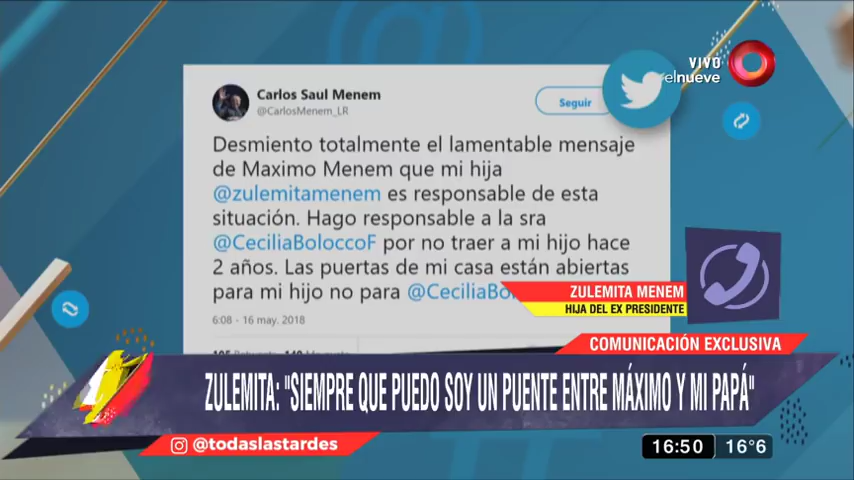 VIVO
elnueve
Carlos Saul Menem
@CarlosMenem_LR
Seguir
Desmiento totalmente el lamentable mensaje
de Maximo Menem que mi hija
@zulemitamenem es responsable de esta
situación. Hago responsable a la sra
@CeciliaBoloccoF por no traer a mi hijo hace
2 años. Las puertas de mi casa están abiertas
para mi hijo no para
6:08 - 16 may. 2018
ZULEMITA MENEM
HIJA DEL EX PRESIDENTE
COMUNICACIÓN EXCLUSIVA
ZULEMITA: "SIEMPRE QUE PUEDO SOY UN PUENTE ENTRE MÁXIMO Y MI PAPÁ"
@todaslastardes
16:50 16°6